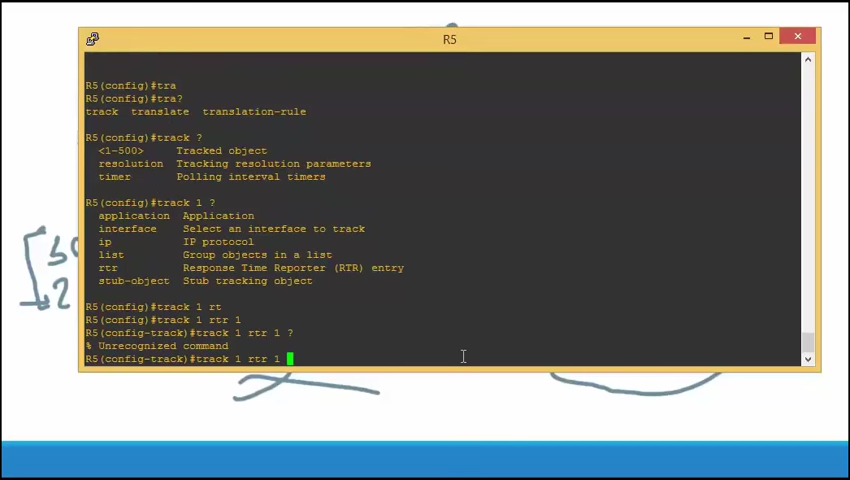 R5
R5(config)#tra
R5(config)#tra?
track  translate  translation-rule
R5(config)#track ?
<1-500>     Tracked object
resolution  Tracking resolution parameters
timer       Polling interval timers
R5(config)#track 1 ?
application  Application
interface    Select an interface to track
ip           IP protocol
list         Group objects in a list
rtr          Response Time Reporter (RTR) entry
stub-object  Stub tracking object
R5(config)#track 1 rt
R5(config)#track 1 rtr 1
R5(config-track)#track 1 rtr 1 ?
% Unrecognized command
R5(config-track)#track 1 rtr 1